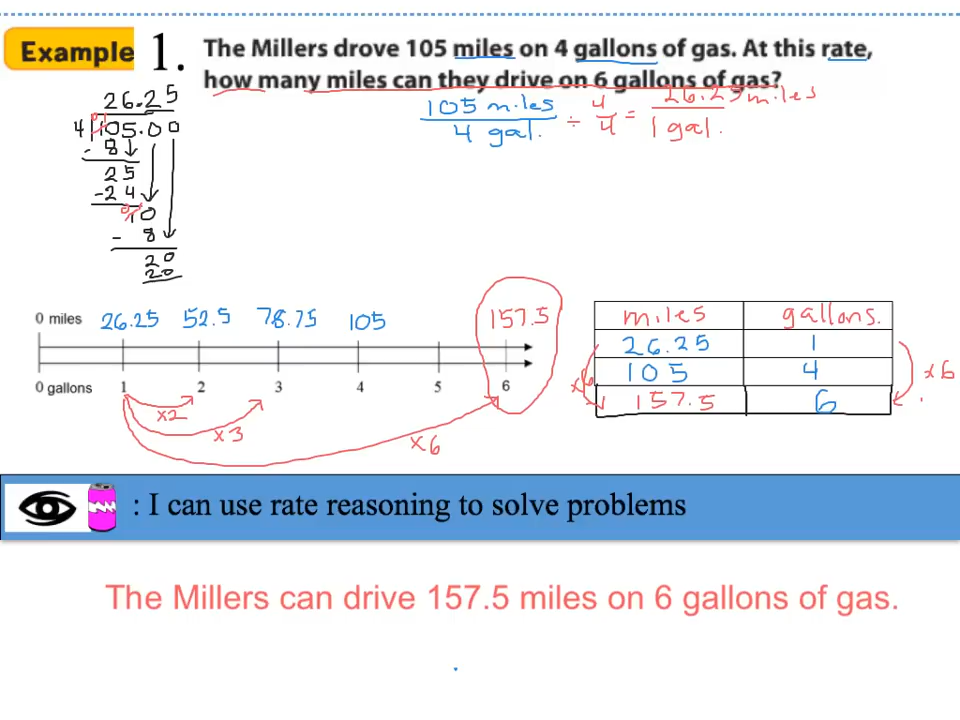 Example 1. The Millers drove 105 miles on 4 gallons of gas. At this rate,
how many miles can they drive on 6 gallons of gas?
26.25
4 105.00
- 8
25
-24
10
- 8
20
20
105 miles ÷ 4 = 26.25 miles
4 gal. 4 1 gal.
0 miles 26.25 52.5 78.75 105 157.5
0 gallons 1 2 3 4 5 6
x2
x3
x6
miles gallons.
26.25 1
105 4
157.5 6
x6 x6
: I can use rate reasoning to solve problems
The Millers can drive 157.5 miles on 6 gallons of gas.